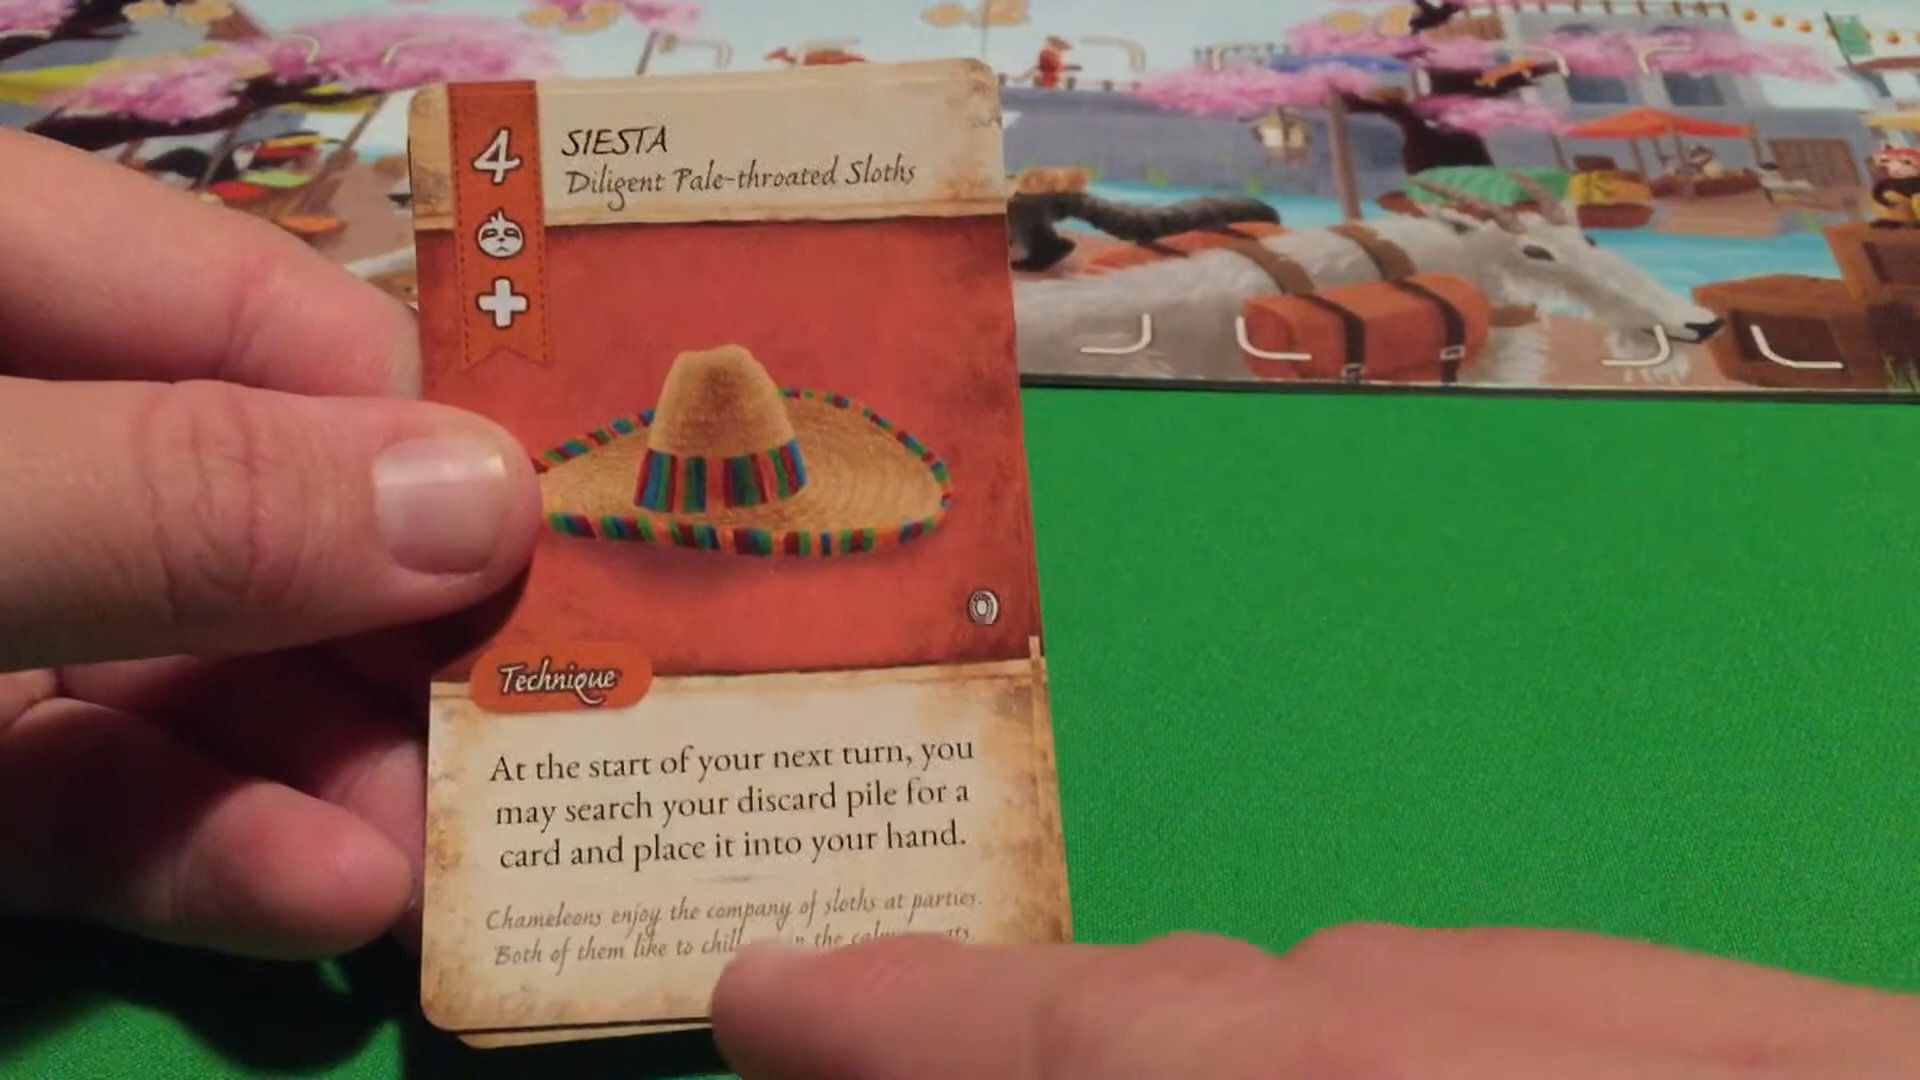 4
SIESTA
Diligent Pale-throated Sloths
Technique
At the start of your next turn, you
may search your discard pile for a
card and place it into your hand.
Chameleons enjoy the company of sloths at parties.
Both of them like to chill the